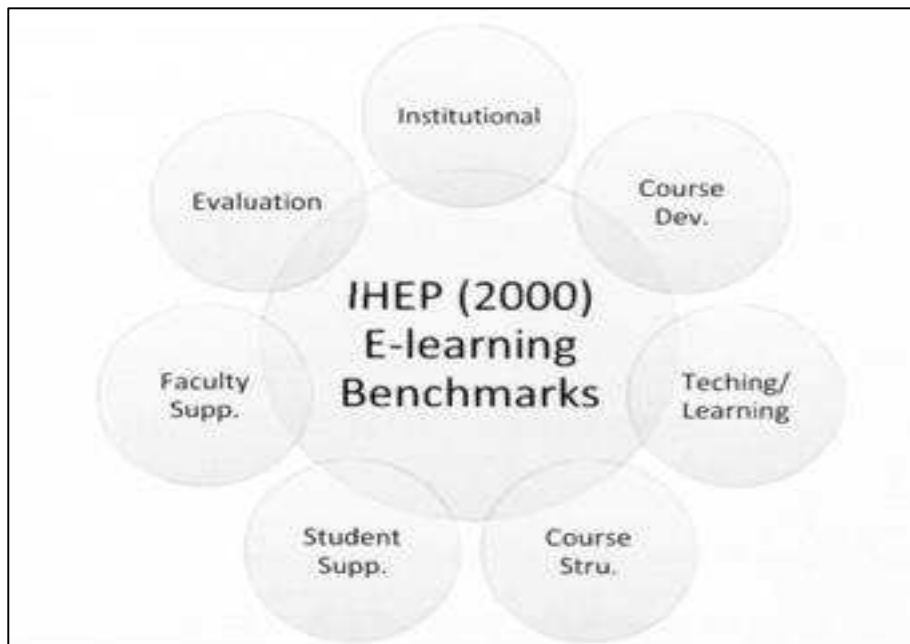 Institutional
Evaluation
Course
Dev.
IHEP (2000)
E-learning
Benchmarks
Faculty
Supp.
Teching/
Learning
Student
Supp.
Course
Stru.